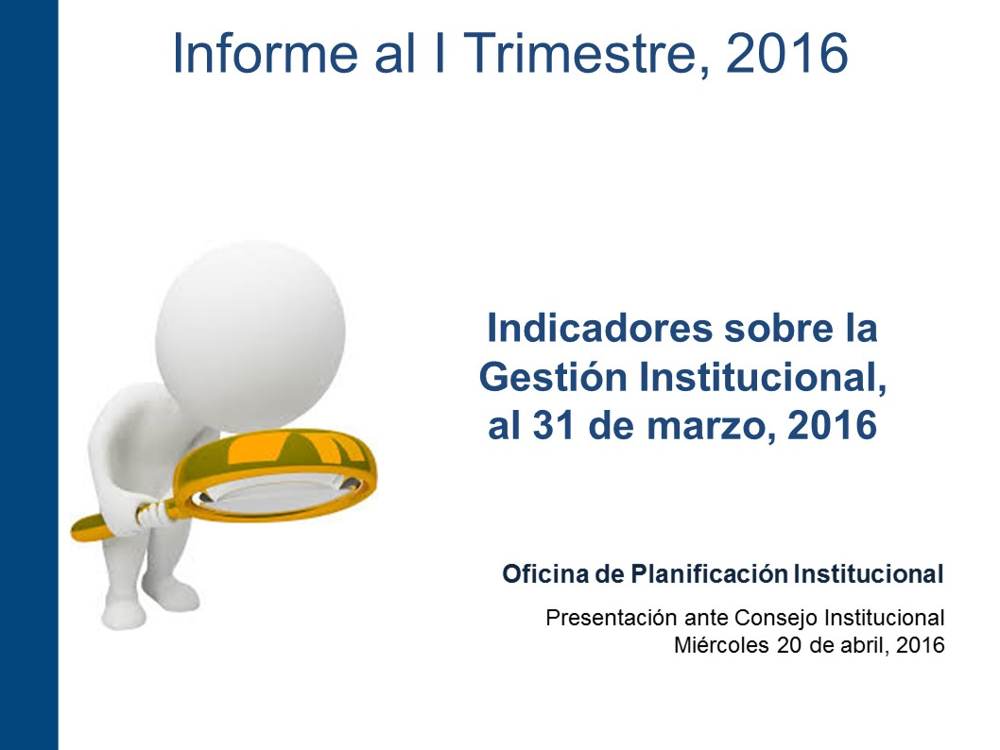 Informe al I Trimestre, 2016
Indicadores sobre la
Gestión Institucional,
al 31 de marzo, 2016
Oficina de Planificación Institucional
Presentación ante Consejo Institucional
Miércoles 20 de abril, 2016